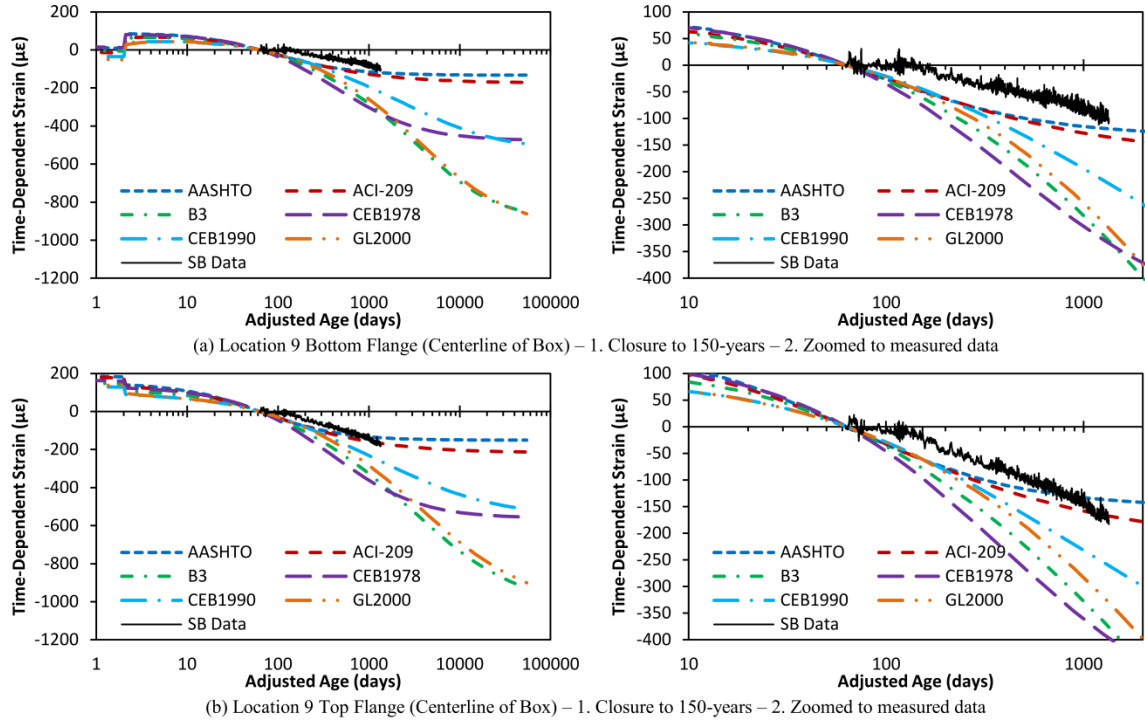 Time-Dependent Strain (με)
200
0
-200
-400
-600
-800
-1000
-1200
AASHTO
ACI-209
B3
CEB1978
CEB1990
GL2000
SB Data
1
10
100
1000
10000
100000
Adjusted Age (days)
Time-Dependent Strain (με)
100
50
0
-50
-100
-150
-200
-250
-300
-350
-400
AASHTO
ACI-209
B3
CEB1978
CEB1990
GL2000
SB Data
10
100
1000
Adjusted Age (days)
(a) Location 9 Bottom Flange (Centerline of Box) – 1. Closure to 150-years – 2. Zoomed to measured data
Time-Dependent Strain (με)
200
0
-200
-400
-600
-800
-1000
-1200
AASHTO
ACI-209
B3
CEB1978
CEB1990
GL2000
SB Data
1
10
100
1000
10000
100000
Adjusted Age (days)
Time-Dependent Strain (με)
100
50
0
-50
-100
-150
-200
-250
-300
-350
-400
AASHTO
ACI-209
B3
CEB1978
CEB1990
GL2000
SB Data
10
100
1000
Adjusted Age (days)
(b) Location 9 Top Flange (Centerline of Box) – 1. Closure to 150-years – 2. Zoomed to measured data